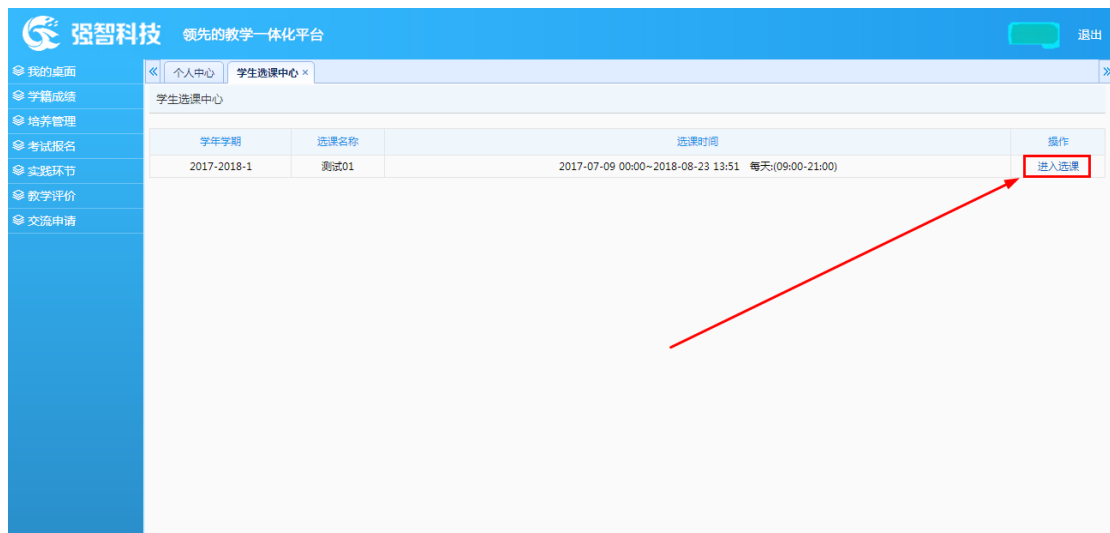 强智科技 领先的教学一体化平台 退出
我的桌面
学籍成绩
培养管理
考试报名
实践环节
教学评价
交流申请
个人中心 学生选课中心
学生选课中心
学年学期 选课名称 选课时间 操作
2017-2018-1 测试01 2017-07-09 00:00~2018-08-23 13:51 每天:(09:00-21:00) 进入选课